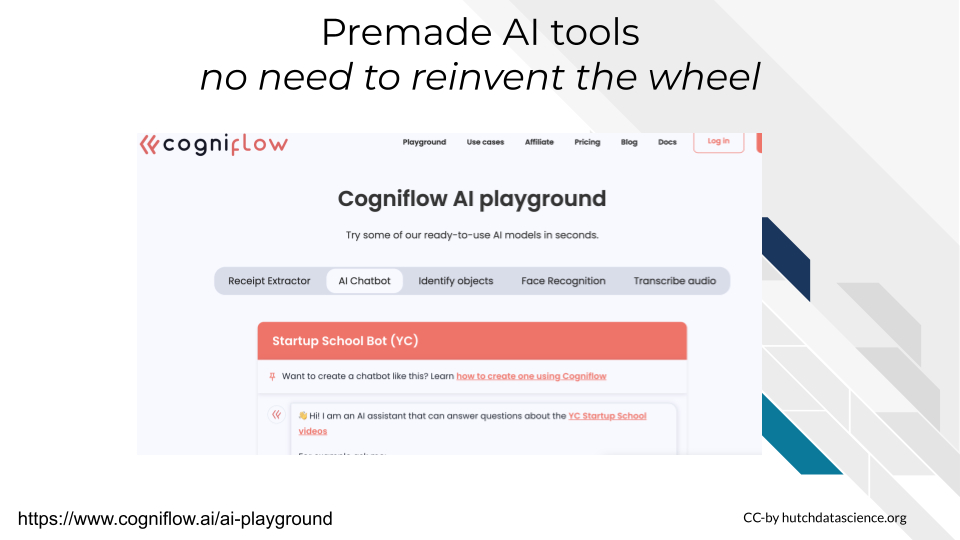 Premade AI tools
no need to reinvent the wheel
cogniflow
Playground Use cases Affiliate Pricing Blog Docs Log in
Cogniflow AI playground
Try some of our ready-to-use AI models in seconds.
Receipt Extractor AI Chatbot Identify objects Face Recognition Transcribe audio
Startup School Bot (YC)
Want to create a chatbot like this? Learn how to create one using Cogniflow
👋 Hi! I am an AI assistant that can answer questions about the YC Startup School
videos
https://www.cogniflow.ai/ai-playground
CC-by hutchdatascience.org